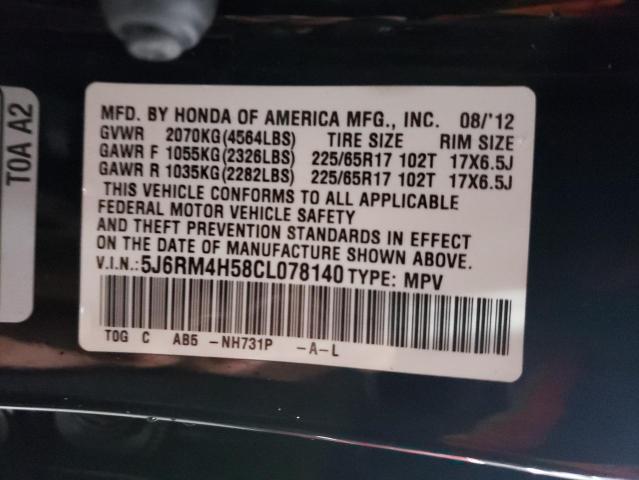 TOA A2
MFD. BY HONDA OF AMERICA MFG., INC. 08/'12
GVWR 2070KG(4564LBS) TIRE SIZE RIM SIZE
GAWR F 1055KG(2326LBS) 225/65R17 102T 17X6.5J
GAWR R 1035KG(2282LBS) 225/65R17 102T 17X6.5J
THIS VEHICLE CONFORMS TO ALL APPLICABLE
FEDERAL MOTOR VEHICLE SAFETY
AND THEFT PREVENTION STANDARDS IN EFFECT
ON THE DATE OF MANUFACTURE SHOWN ABOVE.
V.I.N.:5J6RM4H58CL078140 TYPE: MPV
TOG C AB5 -NH731P -A-L